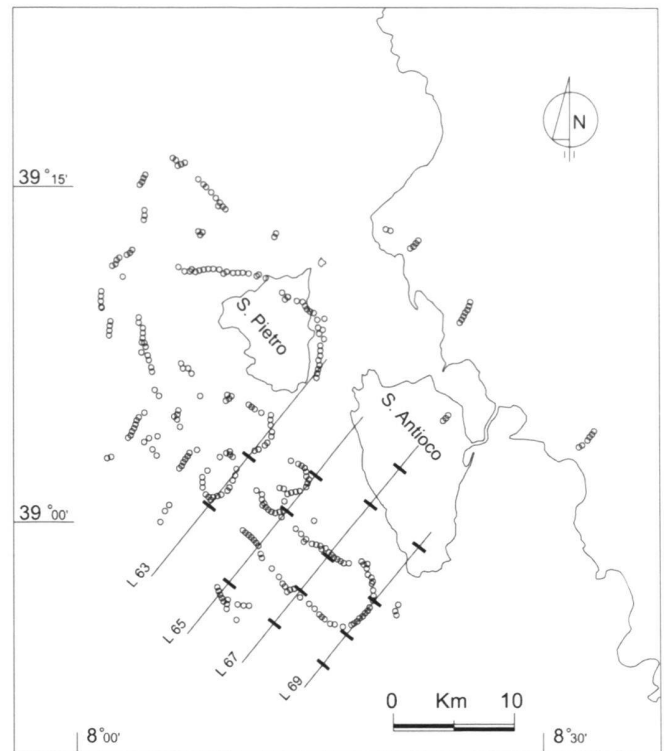 N
39°15'
S. Pietro
S. Antioco
39°00'
L 63
L 65
L 67
L 69
0 Km 10
8°00'
8°30'